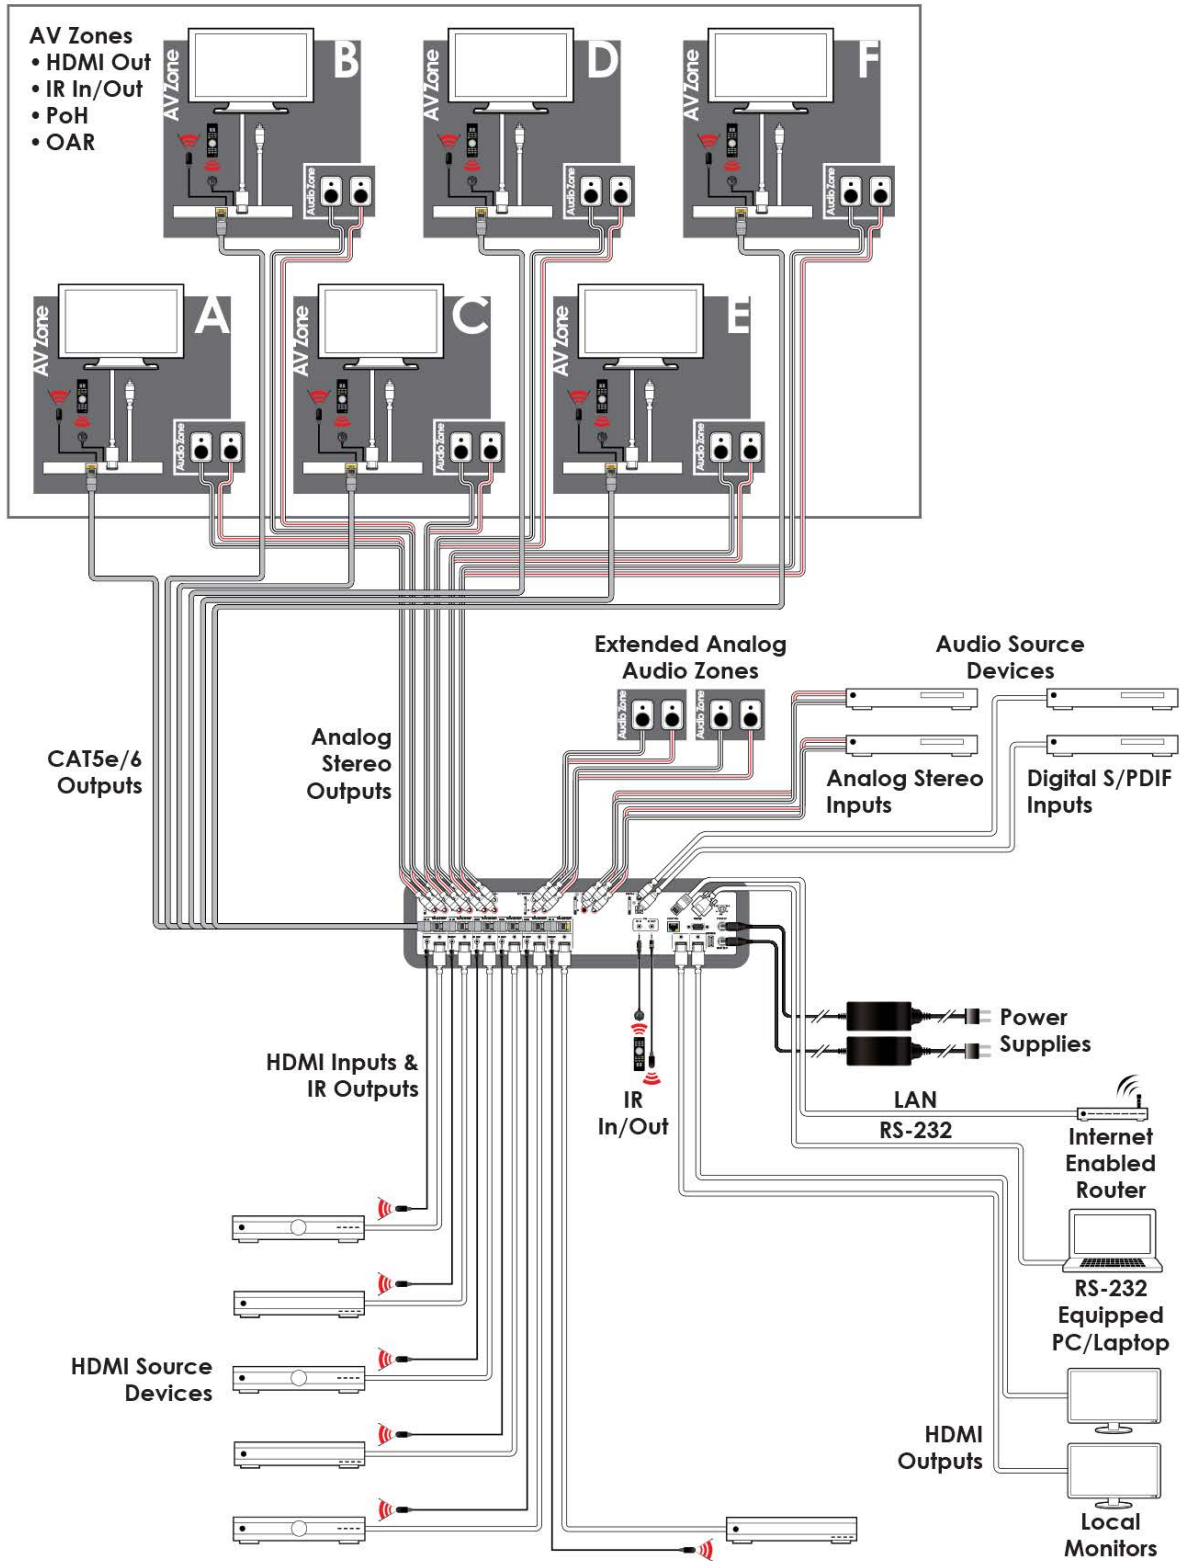 AV Zones
• HDMI Out
• IR In/Out
• PoH
• OAR
AV Zone
B
Audio Zone
AV Zone
D
Audio Zone
AV Zone
F
Audio Zone
AV Zone
A
Audio Zone
AV Zone
C
Audio Zone
AV Zone
E
Audio Zone
Extended Analog
Audio Zones
Audio Zone
Audio Zone
Audio Source
Devices
CAT5e/6
Outputs
Analog
Stereo
Outputs
Analog Stereo
Inputs
Digital S/PDIF
Inputs
HDMI Inputs &
IR Outputs
IR
In/Out
Power
Supplies
LAN
RS-232
Internet
Enabled
Router
RS-232
Equipped
PC/Laptop
HDMI Source
Devices
HDMI
Outputs
Local
Monitors